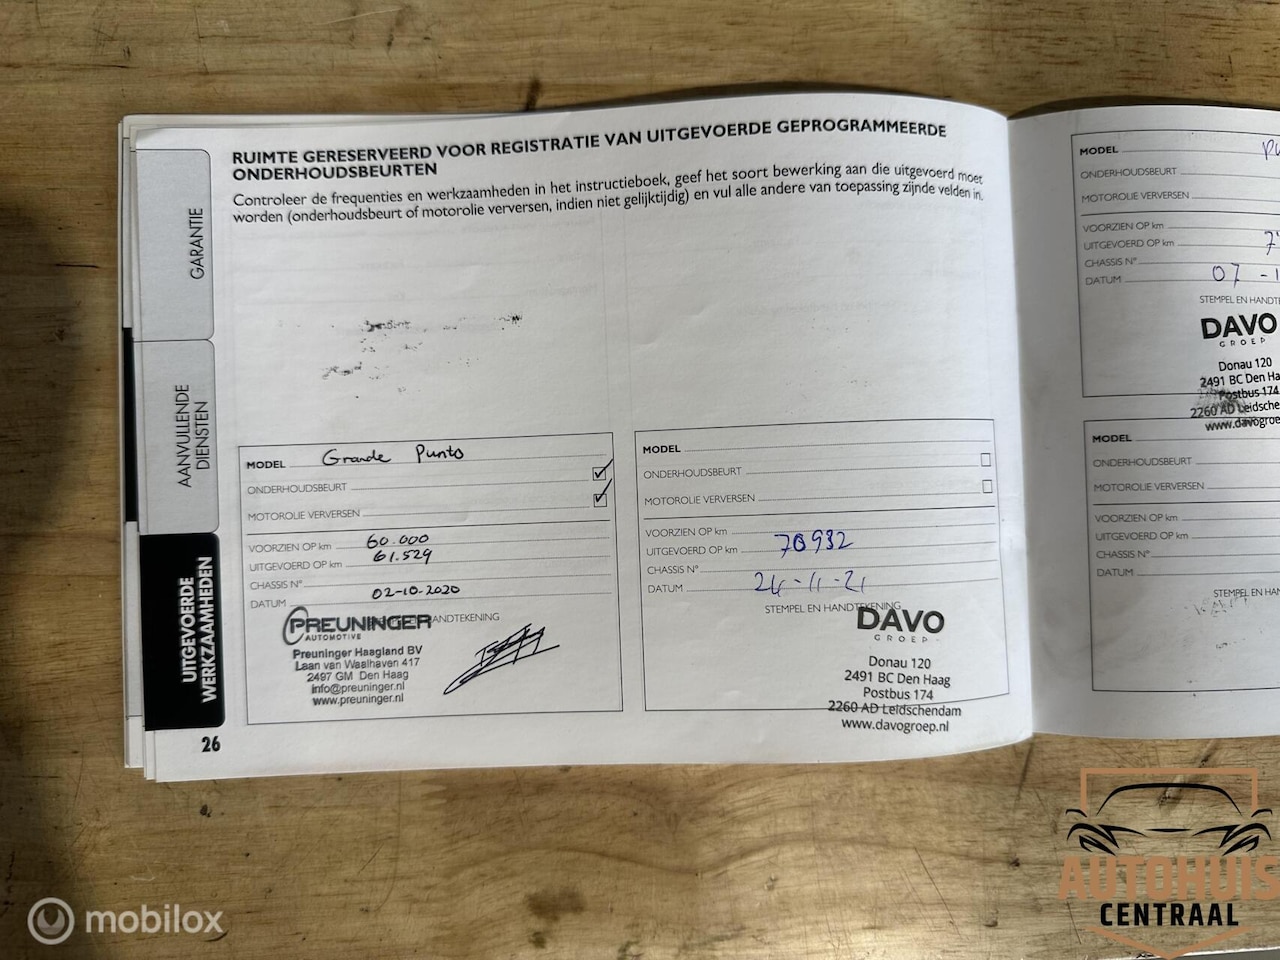 RUIMTE GERESERVEERD VOOR REGISTRATIE VAN UITGEVOERDE GEPROGRAMMEERDE
ONDERHOUDSBEURTEN
Controleer de frequenties en werkzaamheden in het instructieboek, geef het soort bewerking aan die uitgevoerd moet
worden (onderhoudsbeurt of motorolie verversen, indien niet gelijktijdig) en vul alle andere van toepassing zijnde velden in.
GARANTIE
AANVULLENDE
DIENSTEN
UITGEVOERDE
WERKZAAMHEDEN
MODEL Grande Punto
ONDERHOUDSBEURT
MOTOROLIE VERVERSEN
VOORZIEN OP km 60.000
UITGEVOERD OP km 61.529
CHASSIS N°
DATUM 02-10-2020
HANDTEKENING
PREUNINGER
AUTOMOTIVE
Preuninger Haagland BV
Laan van Waalhaven 417
2497 GM Den Haag
info@preuninger.nl
www.preuninger.nl
26
MODEL
ONDERHOUDSBEURT
MOTOROLIE VERVERSEN
VOORZIEN OP km
UITGEVOERD OP km 70932
CHASSIS N°
DATUM 24-11-21
STEMPEL EN HANDTEKENING
DAVO
GROEP
Donau 120
2491 BC Den Haag
Postbus 174
2260 AD Leidschendam
www.davogroep.nl
MODEL
ONDERHOUDSBEURT
MOTOROLIE VERVERSEN
VOORZIEN OP km
UITGEVOERD OP km
CHASSIS N°
DATUM 07
STEMPEL EN
DAVO
GROEP
Donau 120
2491 BC Den
Postbus 174
2260 AD
MODEL
ONDERHOUDSBEURT
MOTOROLIE VERVERSEN
VOORZIEN OP km
UITGEVOERD OP km
CHASSIS N°
DATUM
STEMPEL EN
mobilox
AUTOHUIS
CENTRAAL